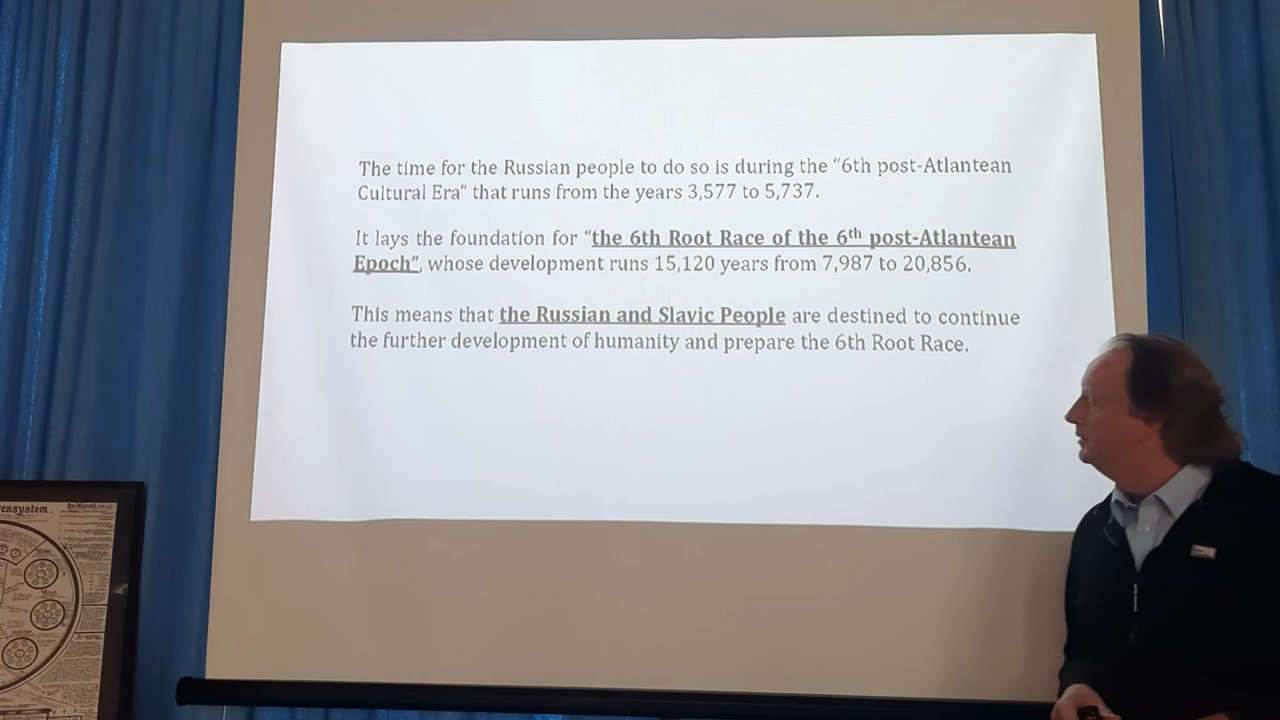 The time for the Russian people to do so is during the “6th post-Atlantean
Cultural Era” that runs from the years 3,577 to 5,737.
It lays the foundation for “the 6th Root Race of the 6th post-Atlantean
Epoch”, whose development runs 15,120 years from 7,987 to 20,856.
This means that the Russian and Slavic People are destined to continue
the further development of humanity and prepare the 6th Root Race.
ensystem.